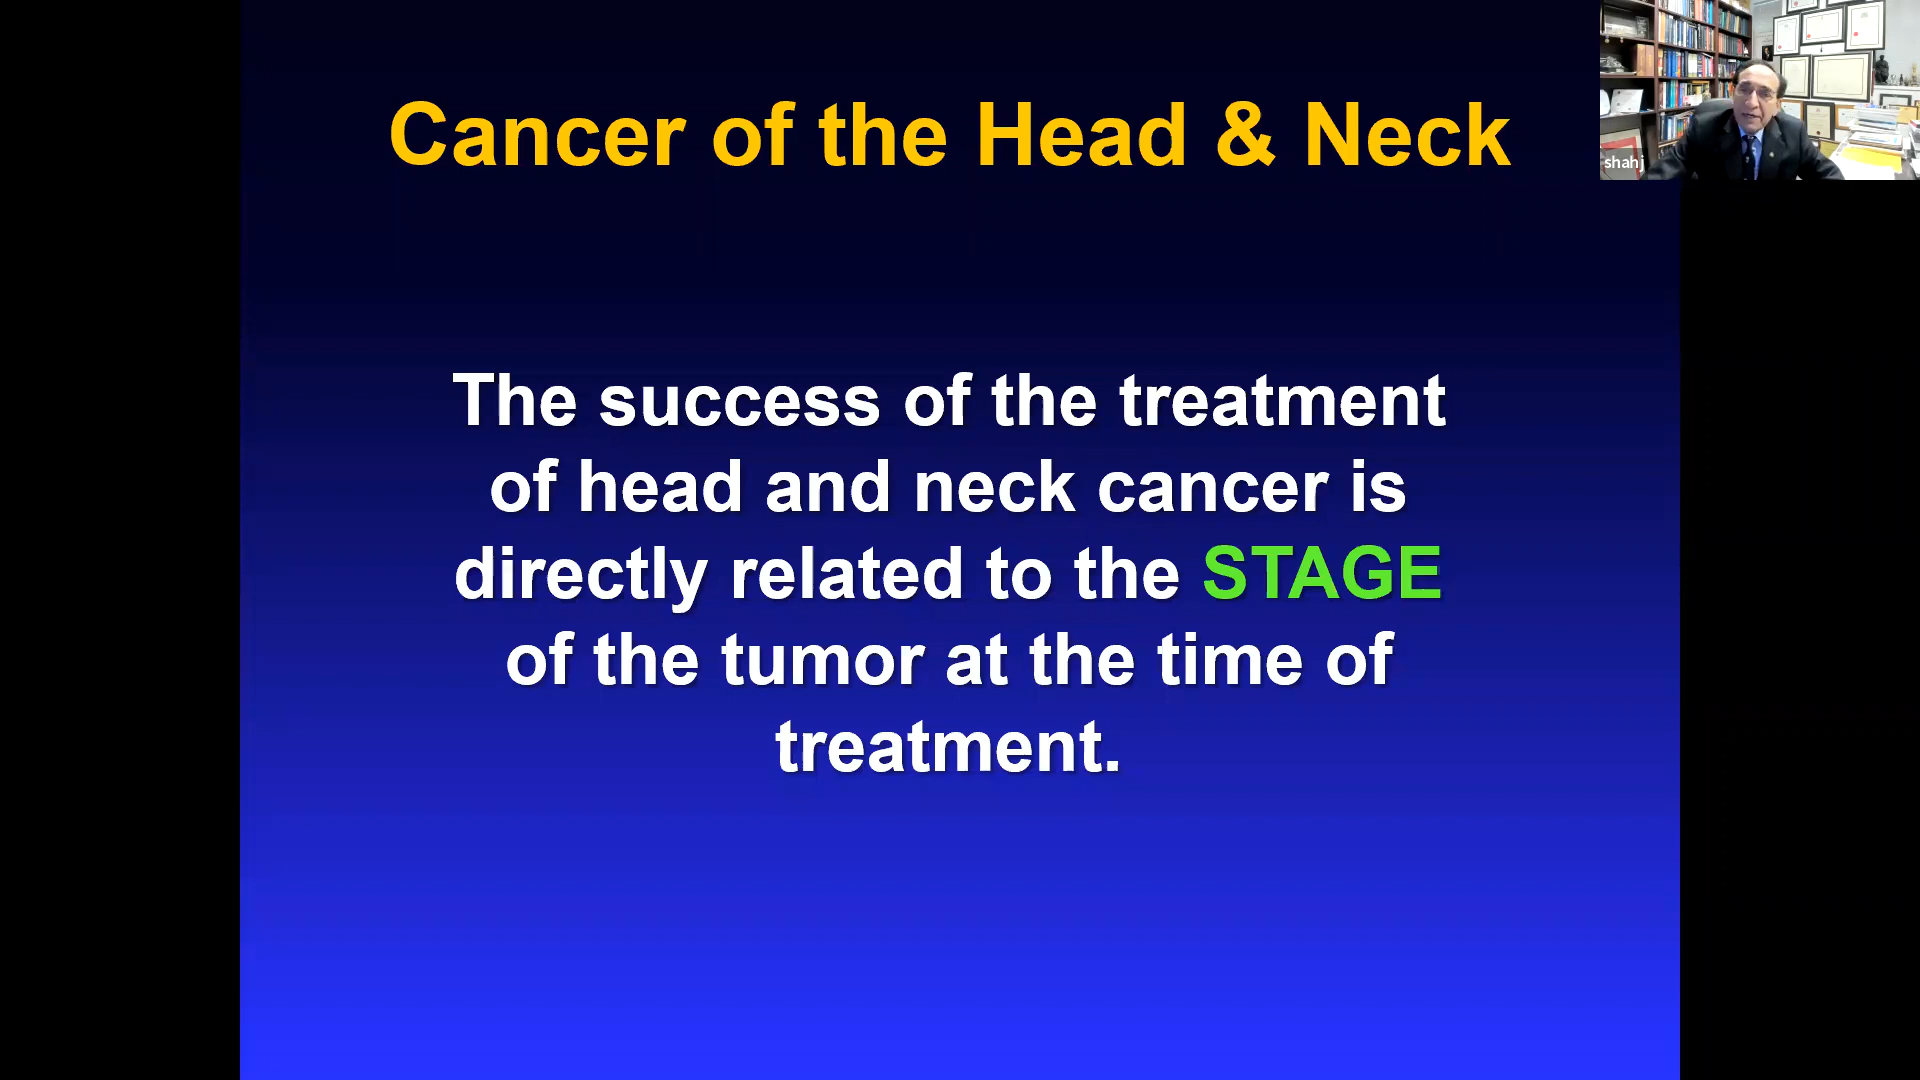 Cancer of the Head & Neck
shahj
The success of the treatment
of head and neck cancer is
directly related to the STAGE
of the tumor at the time of
treatment.